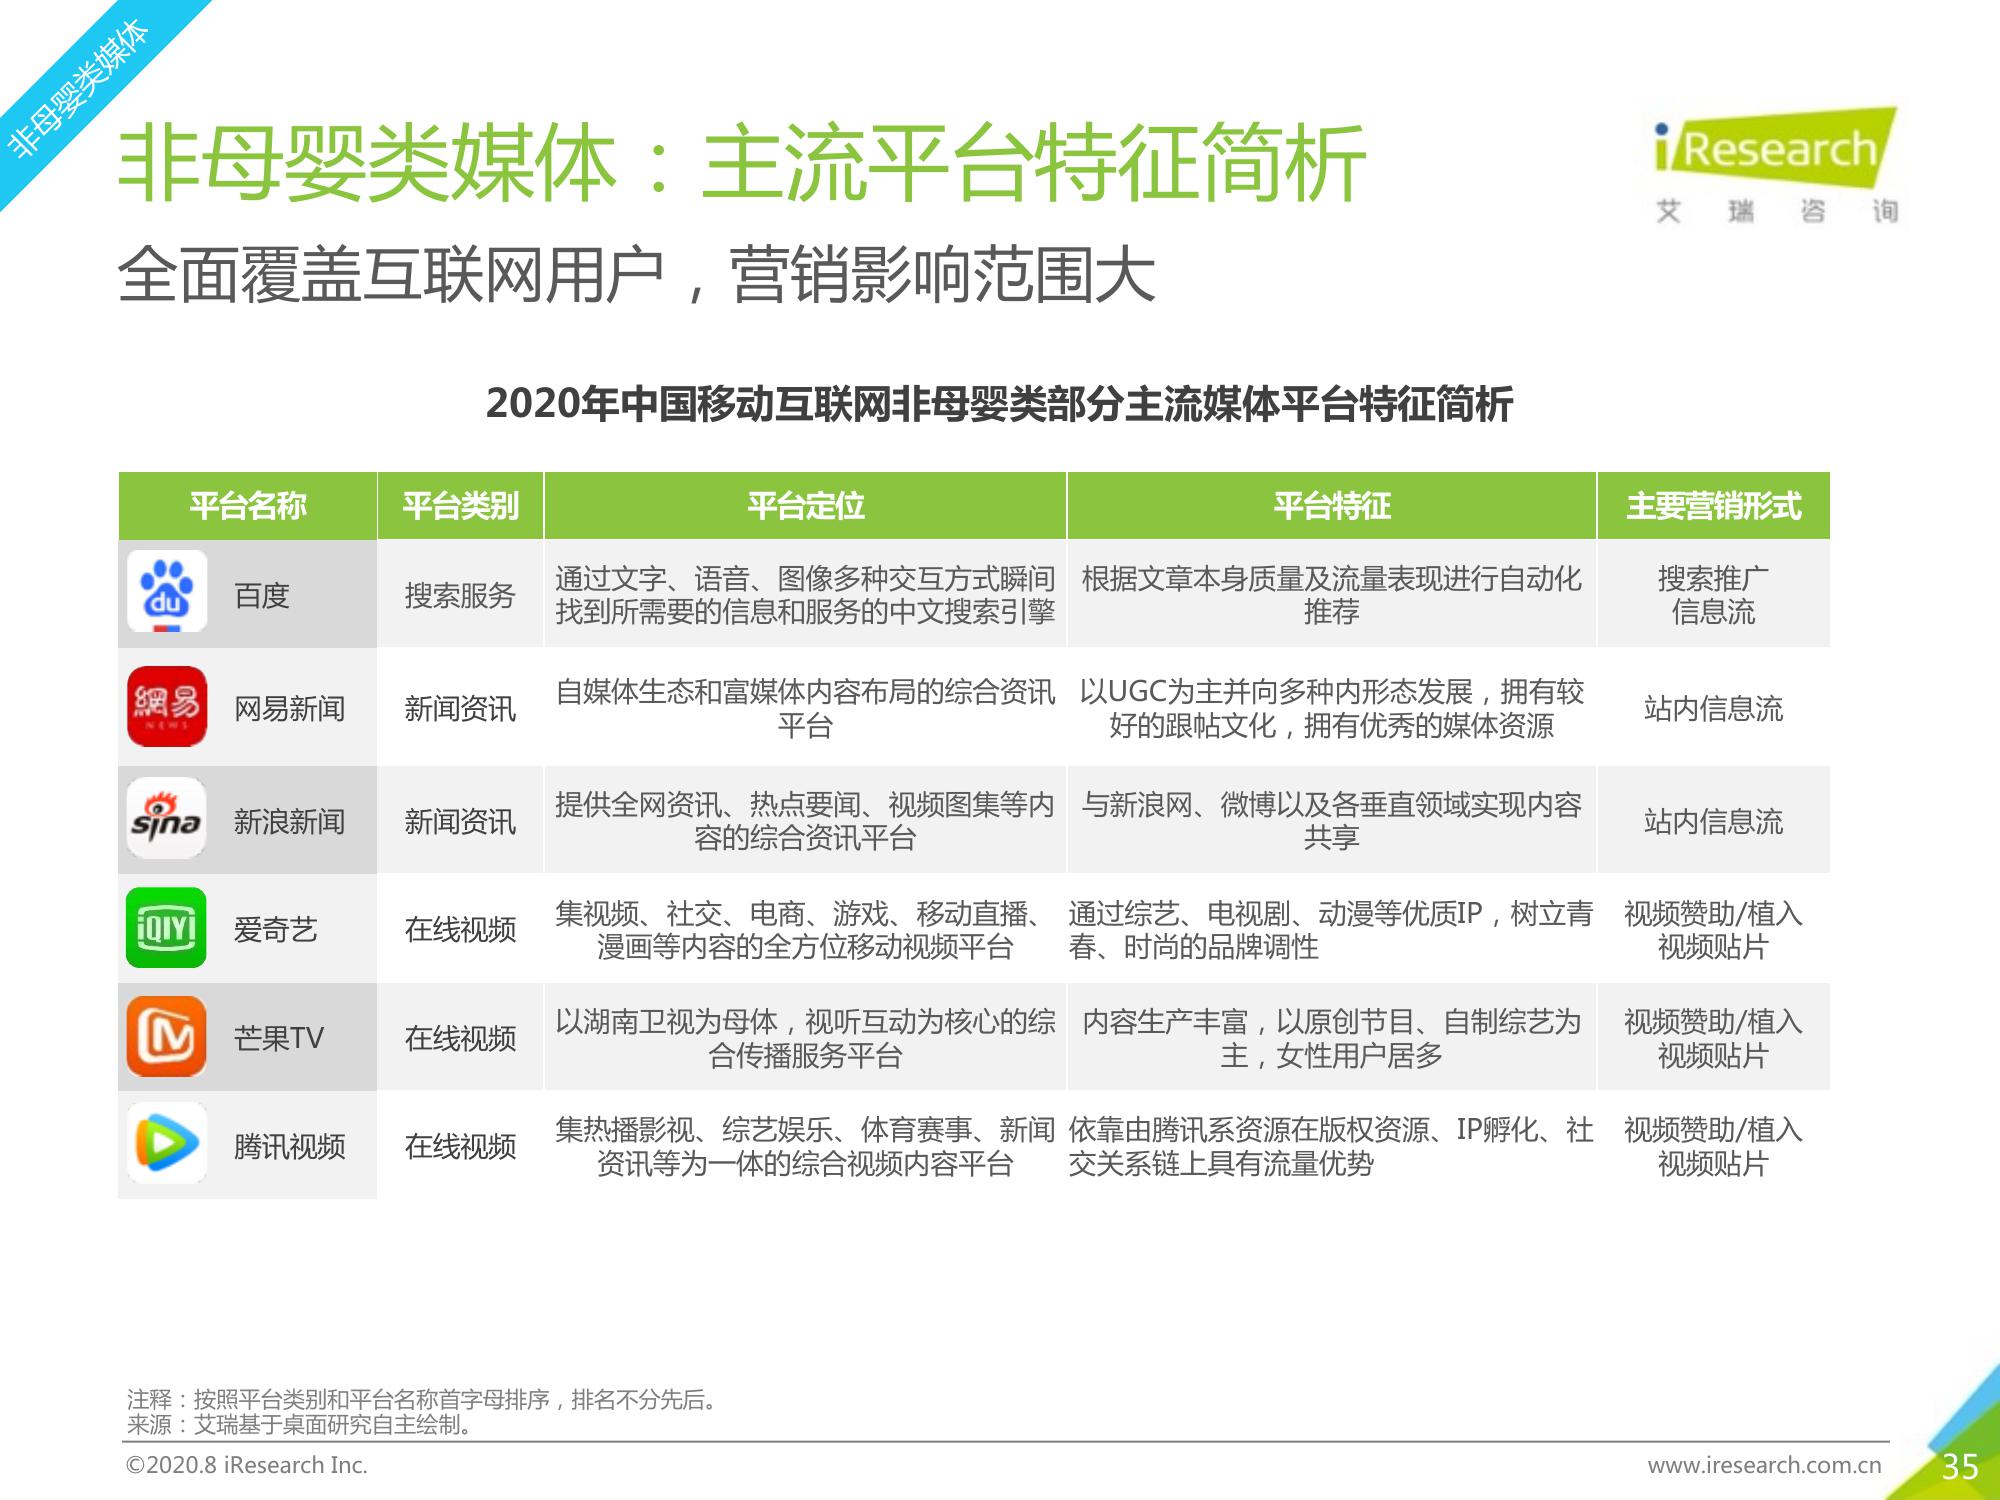 非母婴类媒体
非母婴类媒体：主流平台特征简析
iResearch
艾瑞咨询
全面覆盖互联网用户，营销影响范围大
2020年中国移动互联网非母婴类部分主流媒体平台特征简析
平台名称 平台类别 平台定位 平台特征 主要营销形式
du 百度 搜索服务 通过文字、语音、图像多种交互方式瞬间 根据文章本身质量及流量表现进行自动化 搜索推广
找到所需要的信息和服务的中文搜索引擎 推荐 信息流
網易 NEWS 网易新闻 新闻资讯 自媒体生态和富媒体内容布局的综合资讯 以UGC为主并向多种内形态发展，拥有较 站内信息流
平台 好的跟帖文化，拥有优秀的媒体资源
sina 新浪新闻 新闻资讯 提供全网资讯、热点要闻、视频图集等内 与新浪网、微博以及各垂直领域实现内容 站内信息流
容的综合资讯平台 共享
iQIYI 爱奇艺 在线视频 集视频、社交、电商、游戏、移动直播、 通过综艺、电视剧、动漫等优质IP，树立青 视频赞助/植入
漫画等内容的全方位移动视频平台 春、时尚的品牌调性 视频贴片
芒果TV 在线视频 以湖南卫视为母体，视听互动为核心的综 内容生产丰富，以原创节目、自制综艺为 视频赞助/植入
合传播服务平台 主，女性用户居多 视频贴片
腾讯视频 在线视频 集热播影视、综艺娱乐、体育赛事、新闻 依靠由腾讯系资源在版权资源、IP孵化、社 视频赞助/植入
资讯等为一体的综合视频内容平台 交关系链上具有流量优势 视频贴片
注释：按照平台类别和平台名称首字母排序，排名不分先后。
来源：艾瑞基于桌面研究自主绘制。
©2020.8 iResearch Inc. www.iresearch.com.cn 35